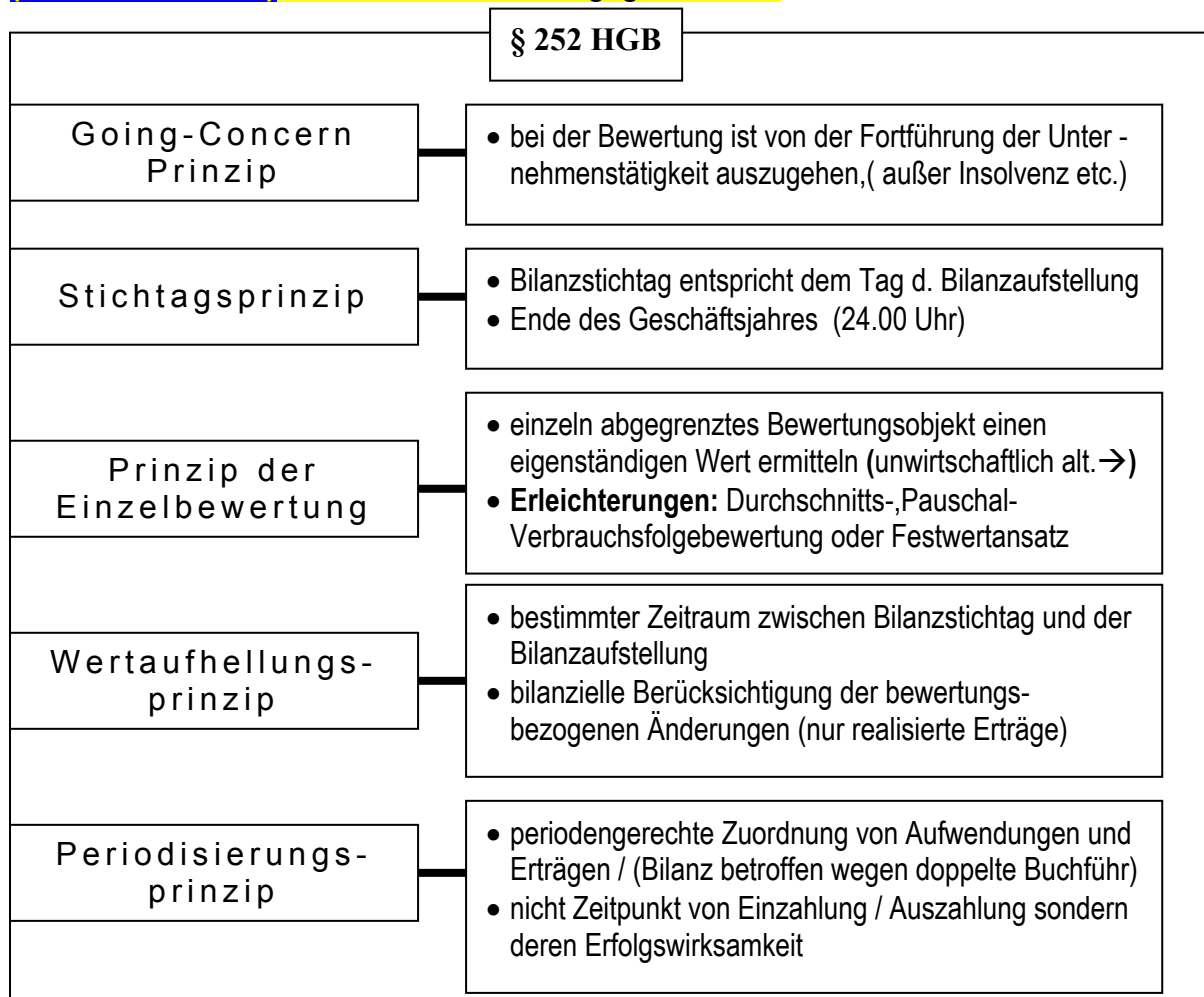 § 252 HGB
Going-Concern
Prinzip
• bei der Bewertung ist von der Fortführung der Unter -
nehmenstätigkeit auszugehen,( außer Insolvenz etc.)
Stichtagsprinzip
• Bilanzstichtag entspricht dem Tag d. Bilanzaufstellung
• Ende des Geschäftsjahres (24.00 Uhr)
Prinzip der
Einzelbewertung
• einzeln abgegrenztes Bewertungsobjekt einen
eigenständigen Wert ermitteln (unwirtschaftlich alt.→)
• Erleichterungen: Durchschnitts-,Pauschal-
Verbrauchsfolgebewertung oder Festwertansatz
Wertaufhellungs-
prinzip
• bestimmter Zeitraum zwischen Bilanzstichtag und der
Bilanzaufstellung
• bilanzielle Berücksichtigung der bewertungs-
bezogenen Änderungen (nur realisierte Erträge)
Periodisierungs-
prinzip
• periodengerechte Zuordnung von Aufwendungen und
Erträgen / (Bilanz betroffen wegen doppelte Buchführ)
• nicht Zeitpunkt von Einzahlung / Auszahlung sondern
deren Erfolgswirksamkeit